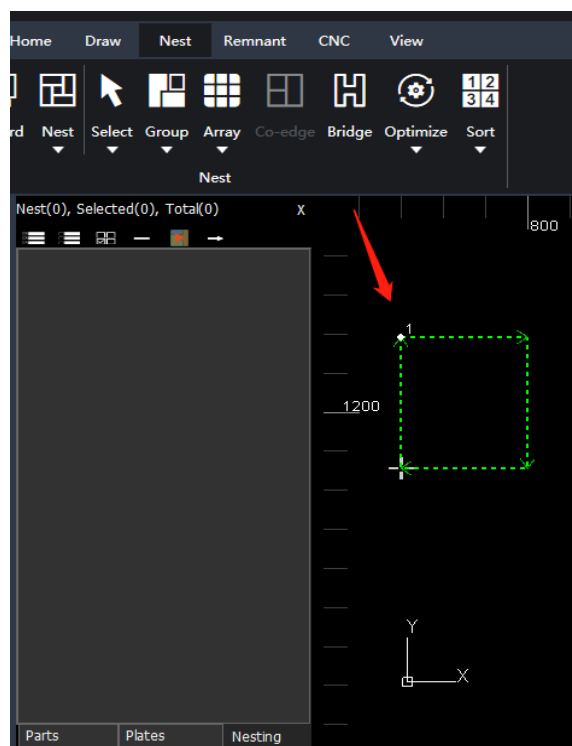 Home Draw Nest Remnant CNC View
rd Nest Select Group Array Co-edge Bridge Optimize Sort
1 2
3 4
Nest
Nest(0), Selected(0), Total(0) X
800
1
1200
Y
X
Parts Plates Nesting